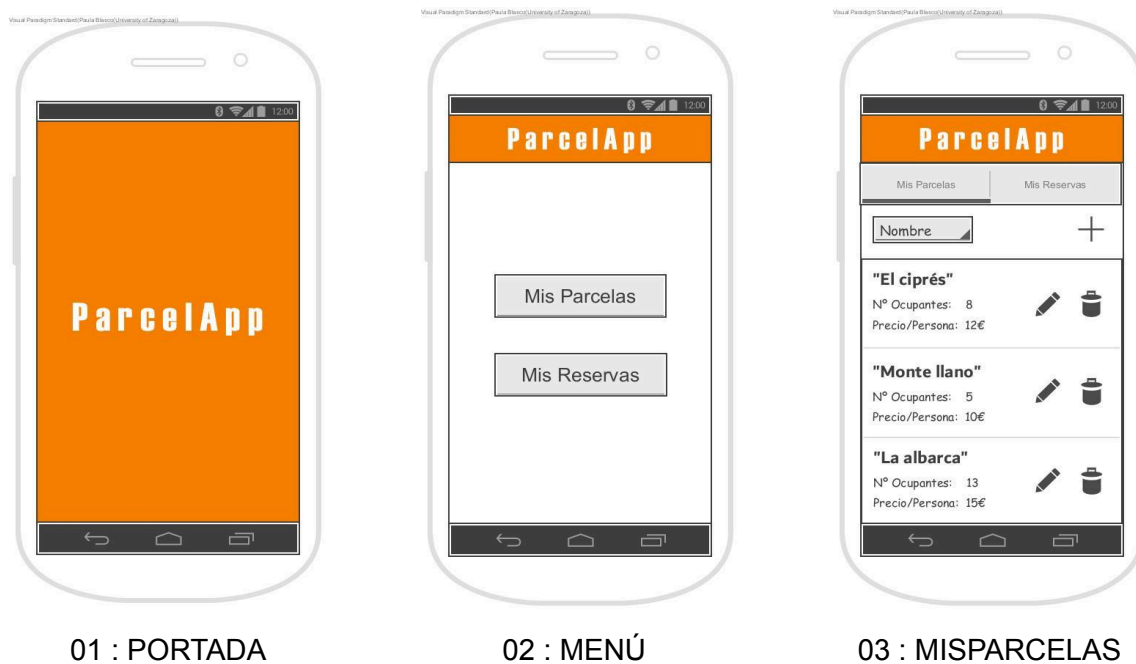 Visual Paradigm Standard(Paula Blesco(University of Zaragoza))
12:00
ParcelApp
01 : PORTADA
Visual Paradigm Standard(Paula Blesco(University of Zaragoza))
12:00
ParcelApp
Mis Parcelas
Mis Reservas
02 : MENÚ
Visual Paradigm Standard(Paula Blesco(University of Zaragoza))
12:00
ParcelApp
Mis Parcelas Mis Reservas
Nombre
"El ciprés"
Nº Ocupantes: 8
Precio/Persona: 12€
"Monte llano"
Nº Ocupantes: 5
Precio/Persona: 10€
"La albarca"
Nº Ocupantes: 13
Precio/Persona: 15€
03 : MISPARCELAS